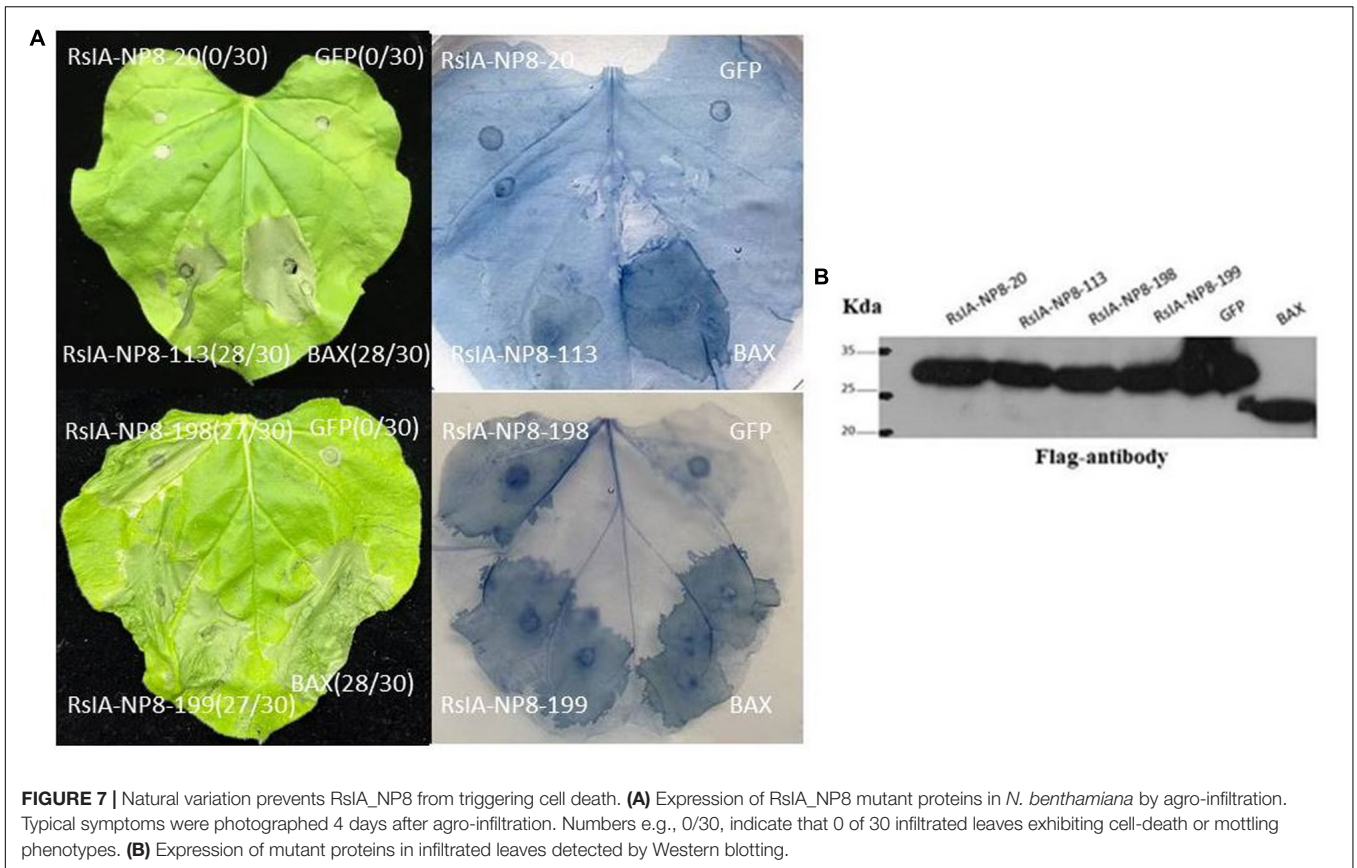 A
RsIA-NP8-20(0/30) GFP(0/30)
RsIA-NP8-20 GFP
RsIA-NP8-113(28/30) BAX(28/30)
RsIA-NP8-113 BAX
RsIA-NP8-198(27/30) GFP(0/30)
RsIA-NP8-198 GFP
RsIA-NP8-199(27/30) BAX(28/30)
RsIA-NP8-199 BAX
B
Kda RsIA-NP8-20 RsIA-NP8-113 RsIA-NP8-198 RsIA-NP8-199 GFP BAX
35
25
20
Flag-antibody
FIGURE 7 | Natural variation prevents RsIA_NP8 from triggering cell death. (A) Expression of RsIA_NP8 mutant proteins in N. benthamiana by agro-infiltration.
Typical symptoms were photographed 4 days after agro-infiltration. Numbers e.g., 0/30, indicate that 0 of 30 infiltrated leaves exhibiting cell-death or mottling
phenotypes. (B) Expression of mutant proteins in infiltrated leaves detected by Western blotting.